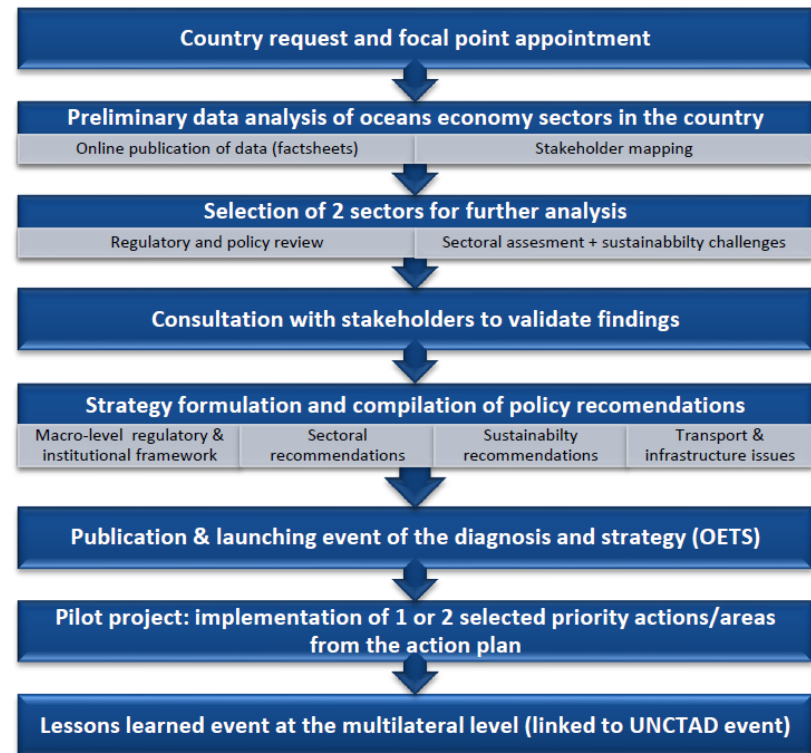 Country request and focal point appointment
Preliminary data analysis of oceans economy sectors in the country
Online publication of data (factsheets)
Stakeholder mapping
Selection of 2 sectors for further analysis
Regulatory and policy review
Sectoral assesment + sustainabbilty challenges
Consultation with stakeholders to validate findings
Strategy formulation and compilation of policy recomendations
Macro-level regulatory &
institutional framework
Sectoral
recommendations
Sustainabilty
recommendations
Transport &
infrastructure issues
Publication & launching event of the diagnosis and strategy (OETS)
Pilot project: implementation of 1 or 2 selected priority actions/areas
from the action plan
Lessons learned event at the multilateral level (linked to UNCTAD event)